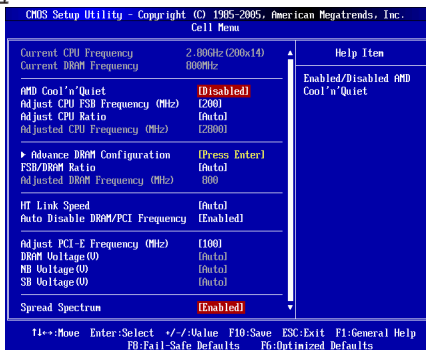 CMOS Setup Utility - Copyright (C) 1985-2005, American Megatrends, Inc.
Cell Menu
Current CPU Frequency 2.80GHz(200x14)
Current DRAM Frequency 800MHz
AMD Cool'n'Quiet [Disabled]
Adjust CPU FSB Frequency (MHz) [200]
Adjust CPU Ratio [Auto]
Adjusted CPU Frequency (MHz) [2800]
▶ Advance DRAM Configuration [Press Enter]
FSB/DRAM Ratio [Auto]
Adjusted DRAM Frequency (MHz) 800
HT Link Speed [Auto]
Auto Disable DRAM/PCI Frequency [Enabled]
Adjust PCI-E Frequency (MHz) [100]
DRAM Voltage(V) [Auto]
NB Voltage(V) [Auto]
SB Voltage(V) [Auto]
Spread Spectrum [Enabled]
Help Item
Enabled/Disabled AMD
Cool'n'Quiet
↑↓↔:Move Enter:Select +/-/:Value F10:Save ESC:Exit F1:General Help
F8:Fail-Safe Defaults F6:Optimized Defaults